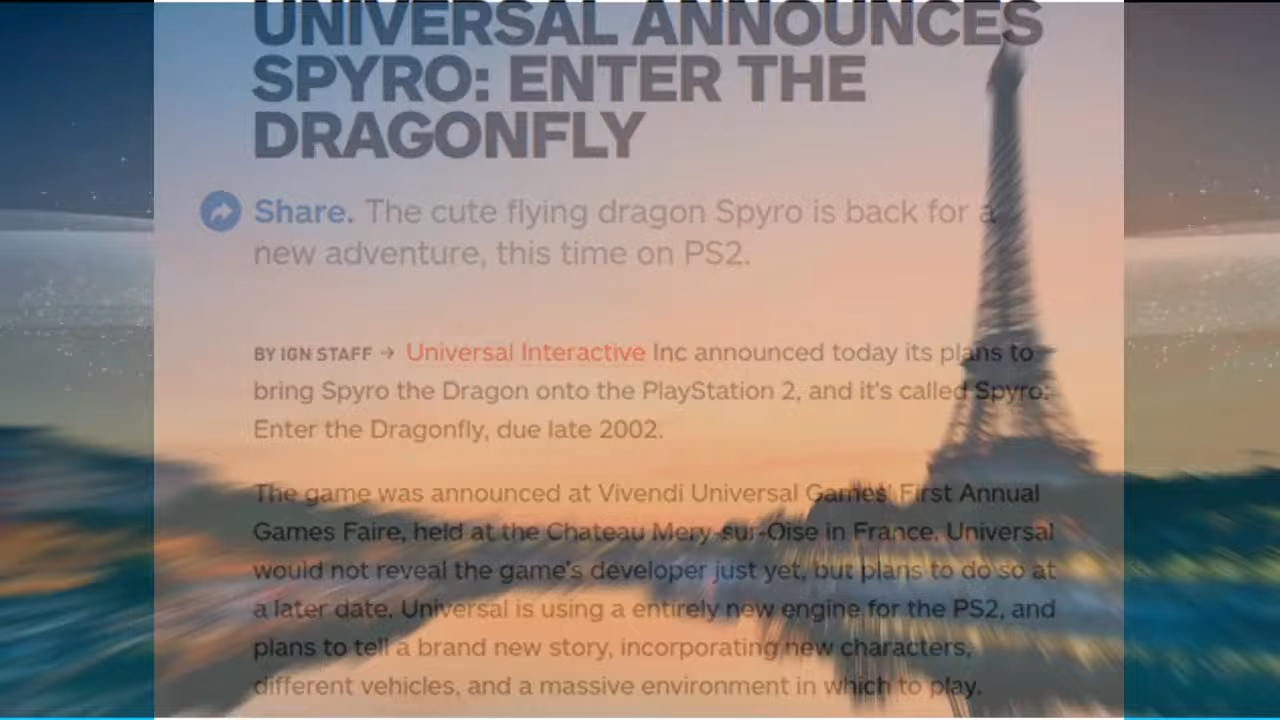 UNIVERSAL ANNOUNCES
SPYRO: ENTER THE
DRAGONFLY
Share. The cute flying dragon Spyro is back for a
new adventure, this time on PS2.
BY IGN STAFF → Universal Interactive Inc announced today its plans to
bring Spyro the Dragon onto the PlayStation 2, and it's called Spyro:
Enter the Dragonfly, due late 2002.
The game was announced at Vivendi Universal Games' First Annual
Games Faire, held at the Chateau Mery-sur-Oise in France. Universal
would not reveal the game's developer just yet, but plans to do so at
a later date. Universal is using a entirely new engine for the PS2, and
plans to tell a brand new story, incorporating new characters,
different vehicles, and a massive environment in which to play.